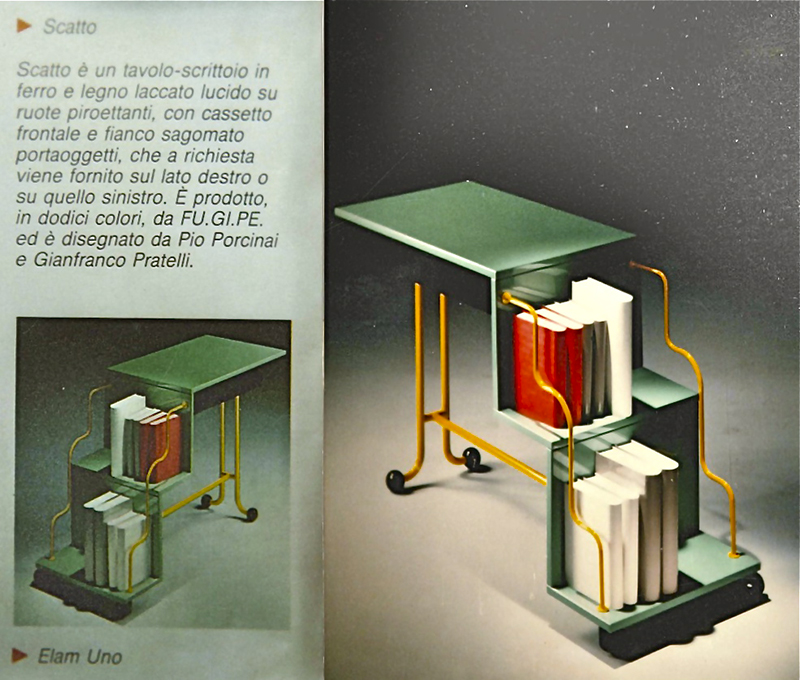 Scatto
Scatto è un tavolo-scrittoio in
ferro e legno laccato lucido su
ruote piroettanti, con cassetto
frontale e fianco sagomato
portaoggetti, che a richiesta
viene fornito sul lato destro o
su quello sinistro. È prodotto,
in dodici colori, da FU.GI.PE.
ed è disegnato da Pio Porcinai
e Gianfranco Pratelli.
Elam Uno